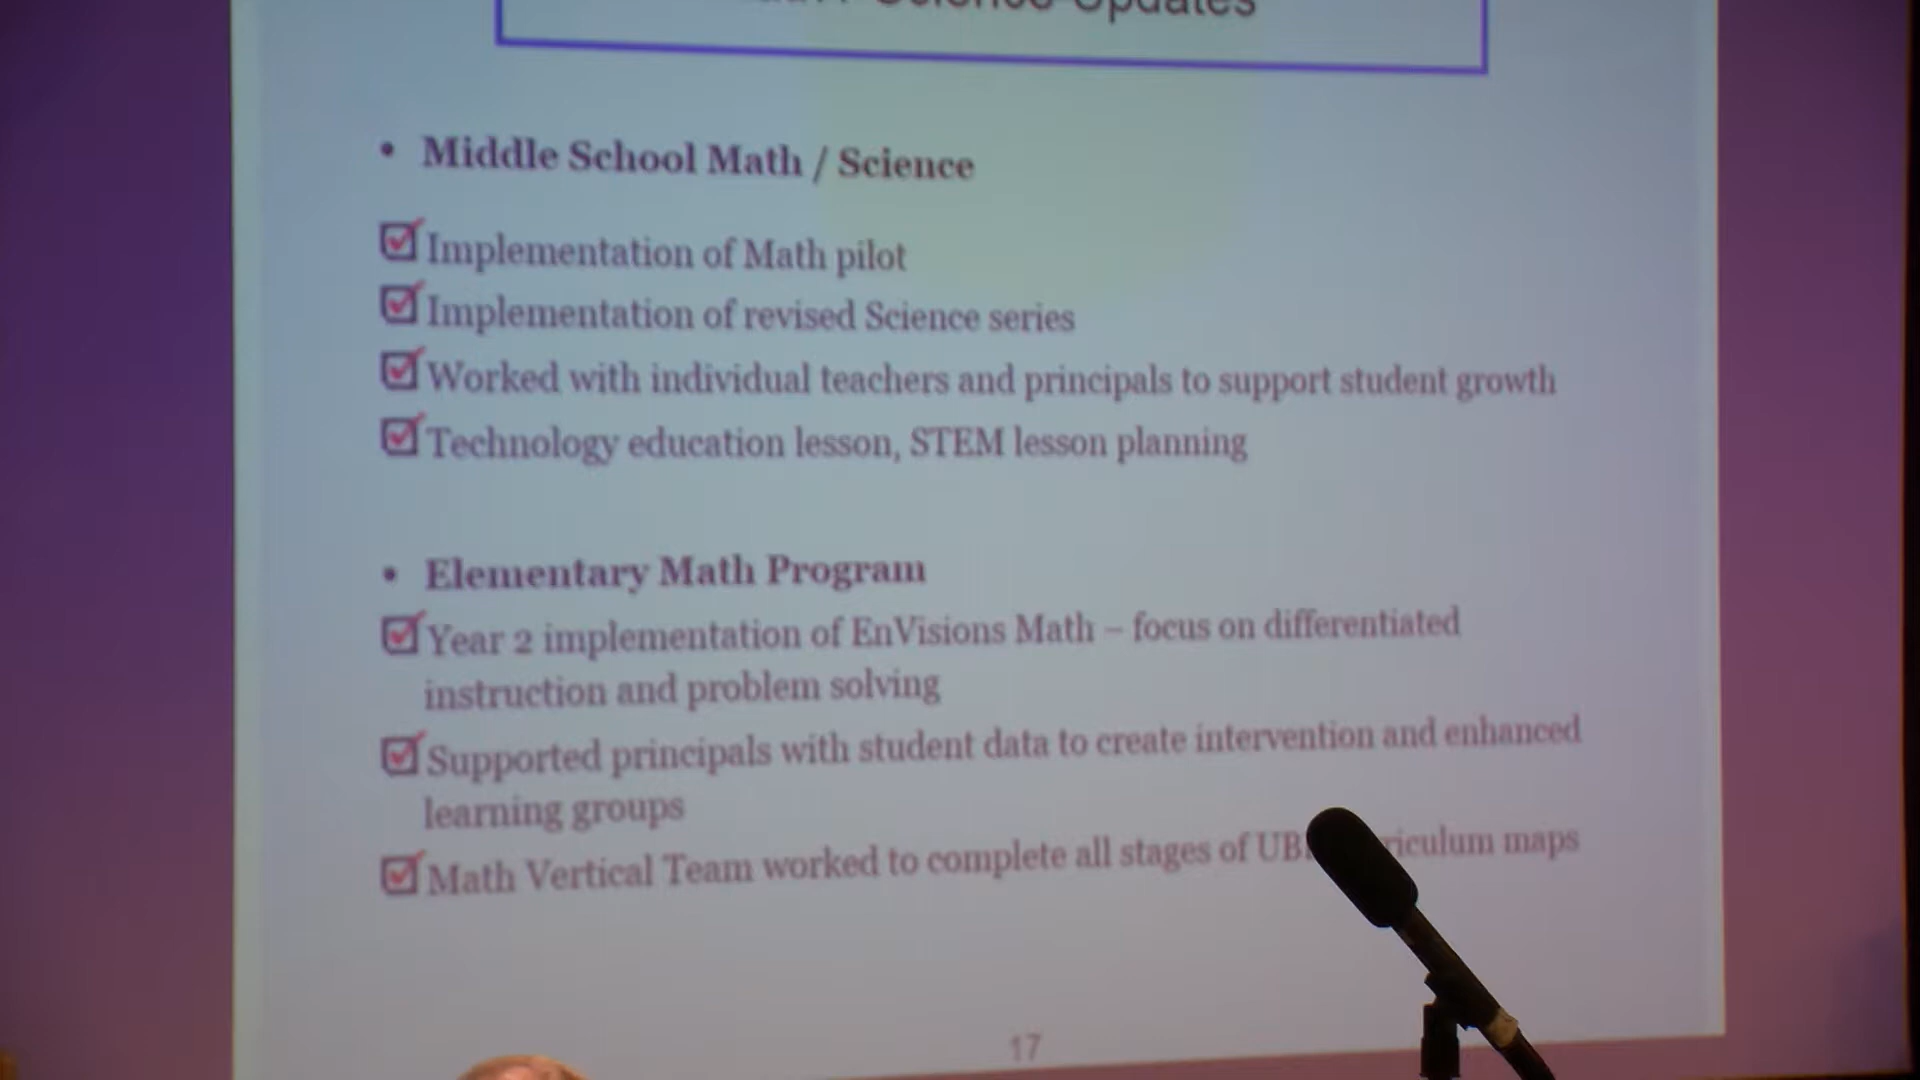 Science Updates
• Middle School Math / Science
Implementation of Math pilot
Implementation of revised Science series
Worked with individual teachers and principals to support student growth
Technology education lesson, STEM lesson planning
• Elementary Math Program
Year 2 implementation of EnVisions Math – focus on differentiated
instruction and problem solving
Supported principals with student data to create intervention and enhanced
learning groups
Math Vertical Team worked to complete all stages of maps
17